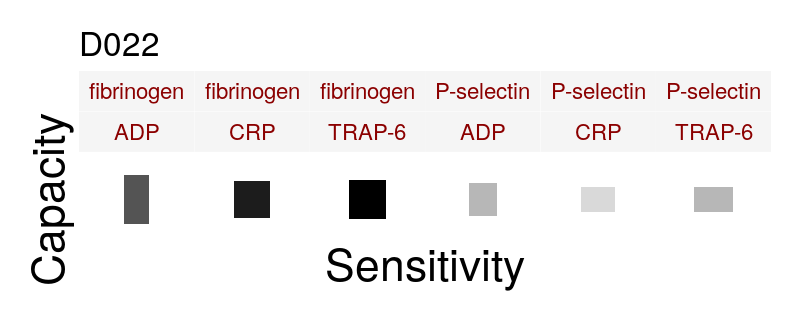 D022
fibrinogen fibrinogen fibrinogen P-selectin P-selectin P-selectin
ADP CRP TRAP-6 ADP CRP TRAP-6
Capacity
Sensitivity